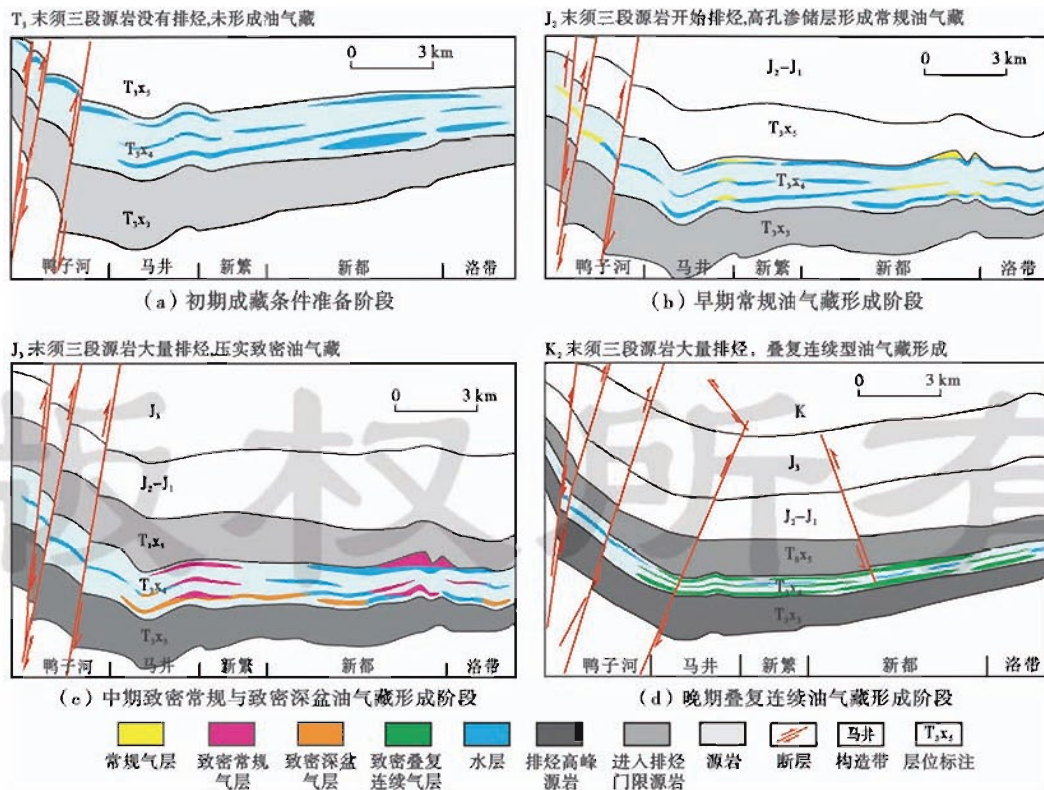 T₃ 末须三段源岩没有排烃,未形成油气藏
0 3 km
T₃x₅
T₃x₄
T₃x₃
鸭子河 马井 新繁 新都 洛带
(a) 初期成藏条件准备阶段
J₂ 末须三段源岩开始排烃,高孔渗储层形成常规油气藏
0 3 km
J₂-J₁
T₃x₅
T₃x₄
T₃x₃
鸭子河 马井 新繁 新都 洛带
(b) 早期常规油气藏形成阶段
J₃ 末须三段源岩大量排烃,压实致密油气藏
0 3 km
J₃
J₂-J₁
T₃x₅
T₃x₄
T₃x₃
鸭子河 马井 新繁 新都 洛带
(c) 中期致密常规与致密深盆油气藏形成阶段
K₂ 末须三段源岩大量排烃, 叠复连续型油气藏形成
0 3 km
K
J₃
J₂-J₁
T₃x₅
T₃x₄
T₃x₃
鸭子河 马井 新繁 新都 洛带
(d) 晚期叠复连续油气藏形成阶段
马井 T₃x₅
常规气层 致密常规 致密深盆 致密叠复 水层 排烃高峰 进入排烃 源岩 断层 构造带 层位标注
气层 气层 连续气层 源岩 门限源岩
版权所有